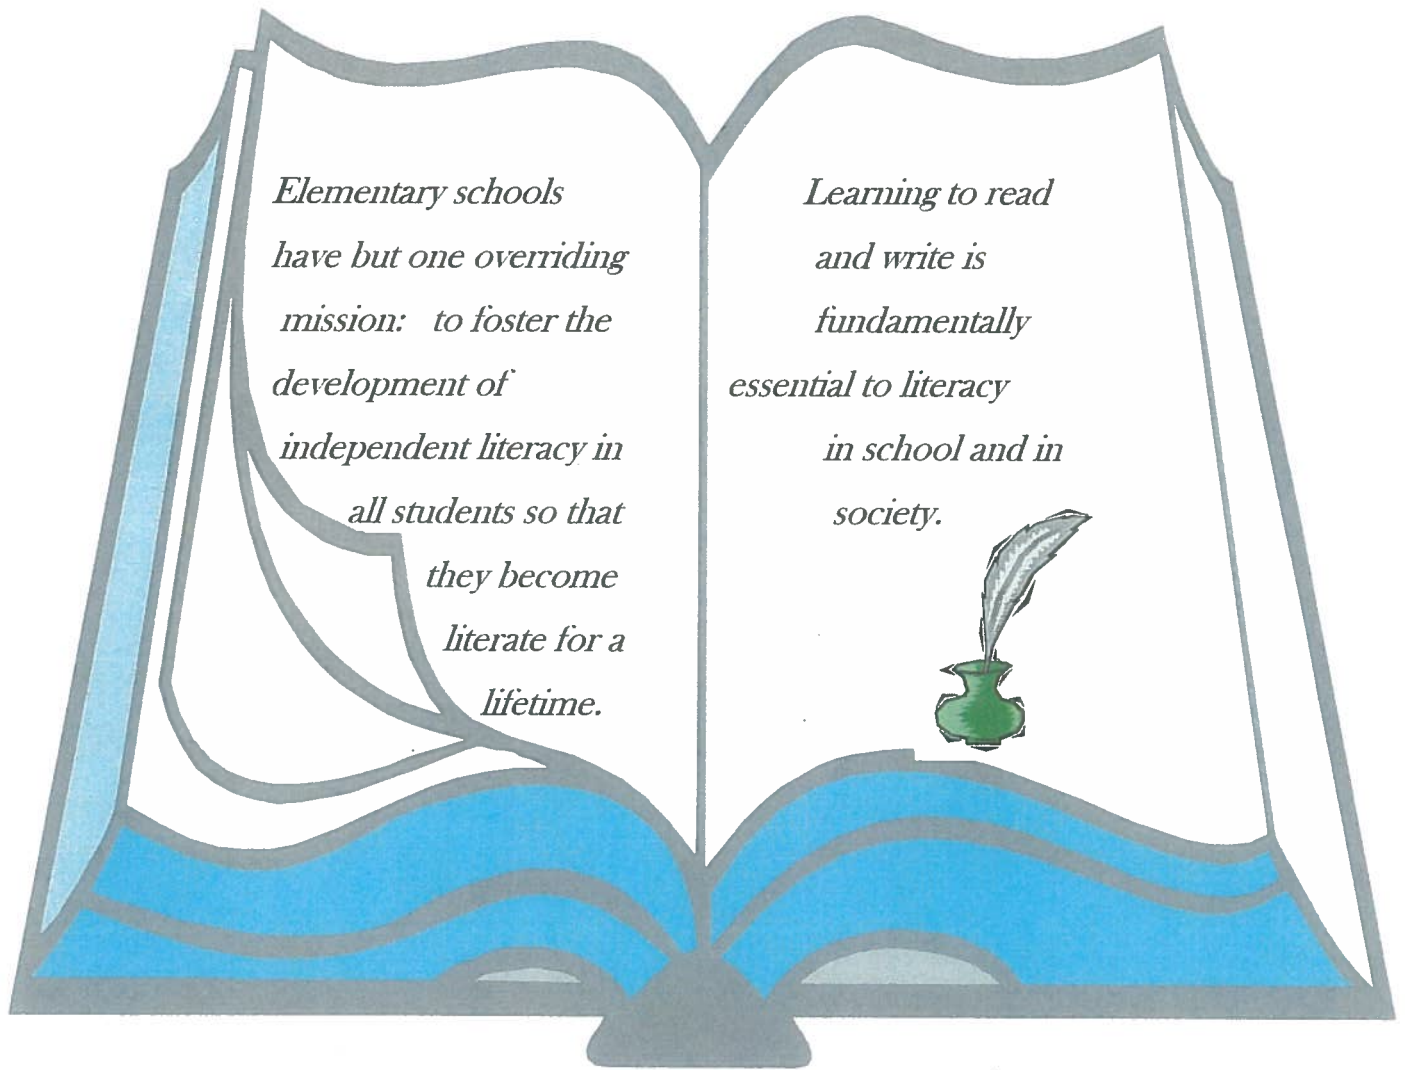 Elementary schools
have but one overriding
mission: to foster the
development of
independent literacy in
all students so that
they become
literate for a
lifetime.
Learning to read
and write is
fundamentally
essential to literacy
in school and in
society.